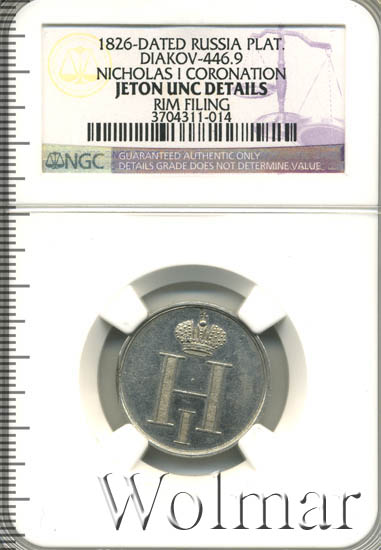 1826-DATED RUSSIA PLAT.
DIAKOV-446.9
NICHOLAS I CORONATION
JETON UNC DETAILS
RIM FILING
3704311-014
NGC
GUARANTEED AUTHENTIC ONLY
DETAILS GRADE DOES NOT DETERMINE VALUE
Н
I
Wolmar